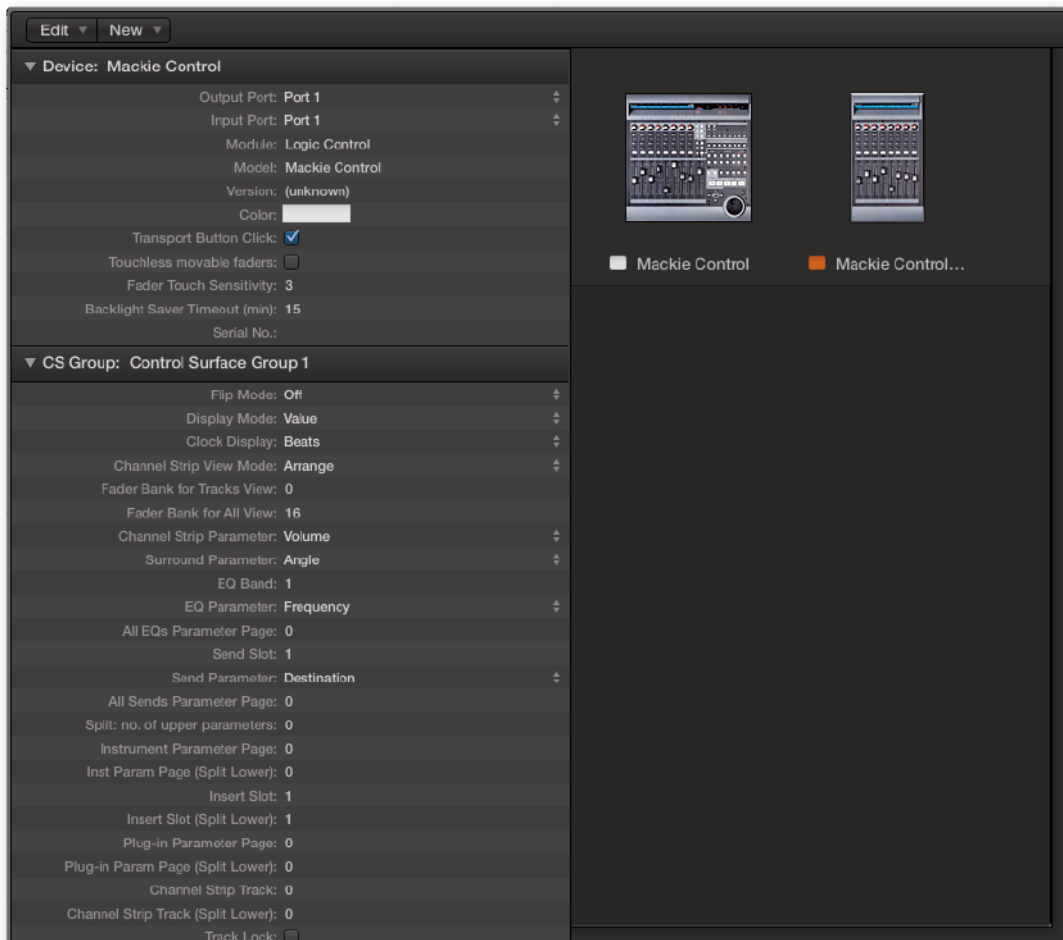 Edit New
Device: Mackie Control
Output Port: Port 1
Input Port: Port 1
Module: Logic Control
Model: Mackie Control
Version: (unknown)
Color:
Transport Button Click:
Touchless movable faders:
Fader Touch Sensitivity: 3
Backlight Saver Timeout (min): 15
Serial No.:
CS Group: Control Surface Group 1
Flip Mode: Off
Display Mode: Value
Clock Display: Beats
Channel Strip View Mode: Arrange
Fader Bank for Tracks View: 0
Fader Bank for All View: 16
Channel Strip Parameter: Volume
Surround Parameter: Angle
EQ Band: 1
EQ Parameter: Frequency
All EQs Parameter Page: 0
Send Slot: 1
Send Parameter: Destination
All Sends Parameter Page: 0
Split: no. of upper parameters: 0
Instrument Parameter Page: 0
Inst Param Page (Split Lower): 0
Insert Slot: 1
Insert Slot (Split Lower): 1
Plug-in Parameter Page: 0
Plug-in Param Page (Split Lower): 0
Channel Strip Track: 0
Channel Strip Track (Split Lower): 0
Track Lock:
Mackie Control
Mackie Control...